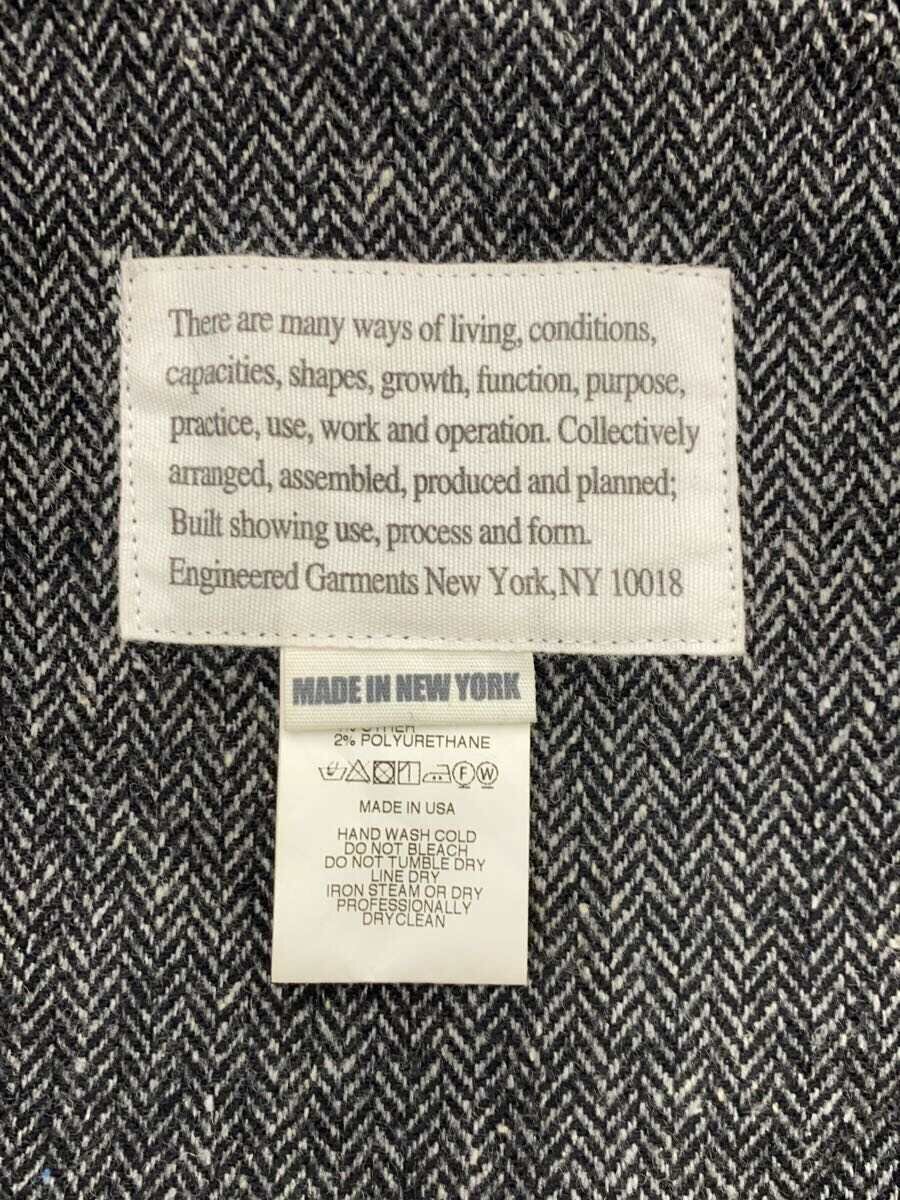 There are many ways of living, conditions,
capacities, shapes, growth, function, purpose,
practice, use, work and operation. Collectively
arranged, assembled, produced and planned;
Built showing use, process and form.
Engineered Garments New York, NY 10018
MADE IN NEW YORK
OTHER
2% POLYURETHANE
F W
MADE IN USA
HAND WASH COLD
DO NOT BLEACH
DO NOT TUMBLE DRY
LINE DRY
IRON STEAM OR DRY
PROFESSIONALLY
DRYCLEAN